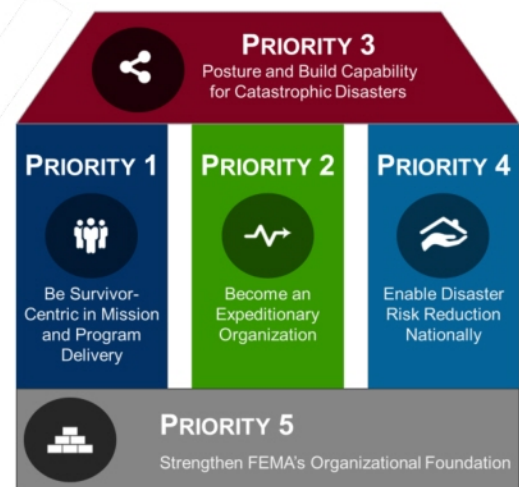 PRIORITY 3
Posture and Build Capability
for Catastrophic Disasters
PRIORITY 1
Be Survivor-
Centric in Mission
and Program
Delivery
PRIORITY 2
Become an
Expeditionary
Organization
PRIORITY 4
Enable Disaster
Risk Reduction
Nationally
PRIORITY 5
Strengthen FEMA's Organizational Foundation